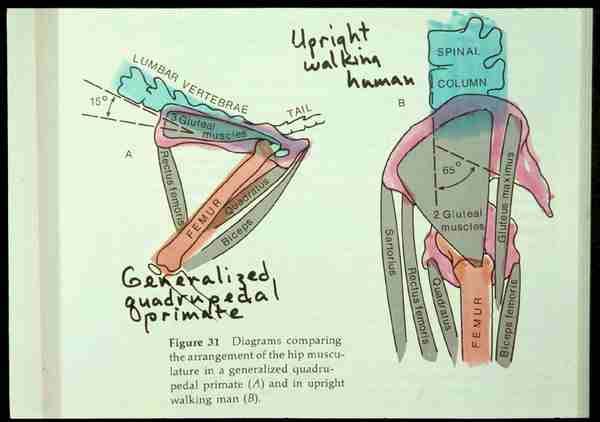 Upright
walking
human
LUMBAR VERTEBRAE
15°
TAIL
3 Gluteal
muscles
A
Rectus femoris
FEMUR
Quadratus
Biceps
Generalized
quadrupedal
primate
SPINAL
COLUMN
B
65°
2 Gluteal
muscles
Gluteus maximus
Sartorius
Rectus femoris
Quadratus
FEMUR
Biceps femoris
Figure 31 Diagrams comparing
the arrangement of the hip muscu-
lature in a generalized quadru-
pedal primate (A) and in upright
walking man (B).